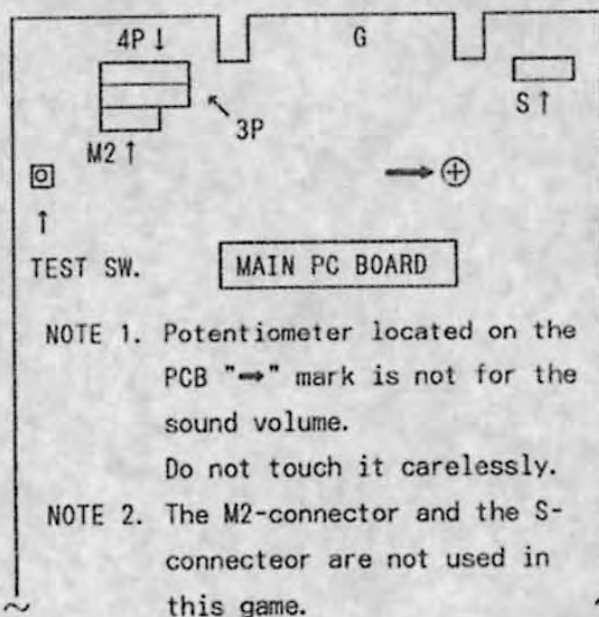 4P ↓ G
S ↑
3P
M2 ↑
↑
TEST SW.
MAIN PC BOARD
NOTE 1. Potentiometer located on the
PCB "➡" mark is not for the
sound volume.
Do not touch it carelessly.
NOTE 2. The M2-connector and the S-
connecteor are not used in
this game.